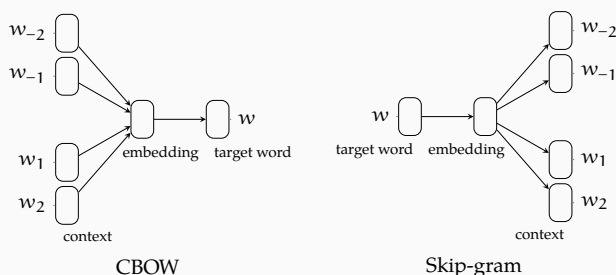 w₋₂
w₋₁
w₁
w₂
context
embedding
w
target word
CBOW
w
target word
embedding
w₋₂
w₋₁
w₁
w₂
context
Skip-gram